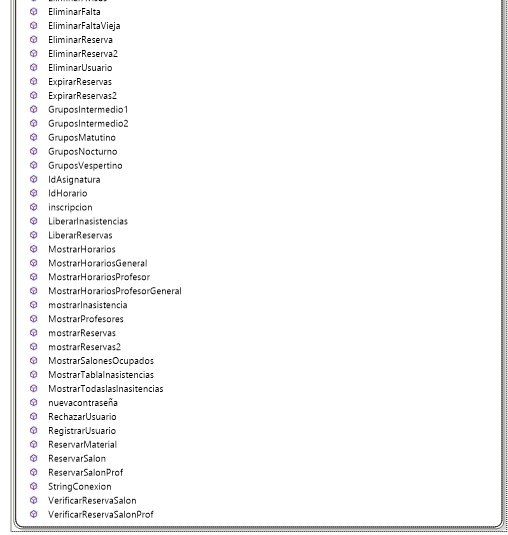 EliminarFalta
EliminarFaltaVieja
EliminarReserva
EliminarReserva2
EliminarUsuario
ExpirarReservas
ExpirarReservas2
GruposIntermedio1
GruposIntermedio2
GruposMatutino
GruposNocturno
GruposVespertino
IdAsignatura
IdHorario
inscripcion
LiberarInasistencias
LiberarReservas
MostrarHorarios
MostrarHorariosGeneral
MostrarHorariosProfesor
MostrarHorariosProfesorGeneral
mostrarInasistencia
MostrarProfesores
mostrarReservas
mostrarReservas2
MostrarSalonesOcupados
MostrarTablaInasistencias
MostrarTodaslasInasitencias
nuevacontraseña
RechazarUsuario
RegistrarUsuario
ReservarMaterial
ReservarSalon
ReservarSalonProf
StringConexion
VerificarReservaSalon
VerificarReservaSalonProf